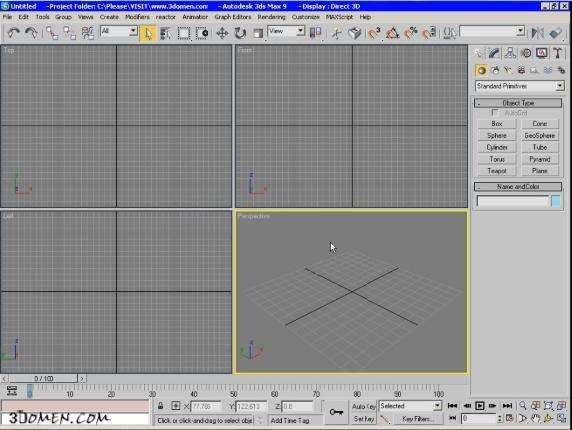 Untitled - Project Folder: C:\Please\VISIT\www.3domen.com - Autodesk 3ds Max 9 - Display : Direct 3D
File Edit Tools Group Views Create Modifiers reactor Animation Graph Editors Rendering Customize MAXScript Help
All
View
Top
Front
Left
Perspective
Standard Primitives
Object Type
AutoGrid
Box Cone
Sphere GeoSphere
Cylinder Tube
Torus Pyramid
Teapot Plane
Name and Color
0 / 100
0 10 20 30 40 50 60 70 80 90 100
X: 77.785 Y: 122.613 Z: 0.0
Auto Key Selected
Click or click-and-drag to select objects
Add Time Tag
Set Key Key Filters...
0
3DOMEN.COM